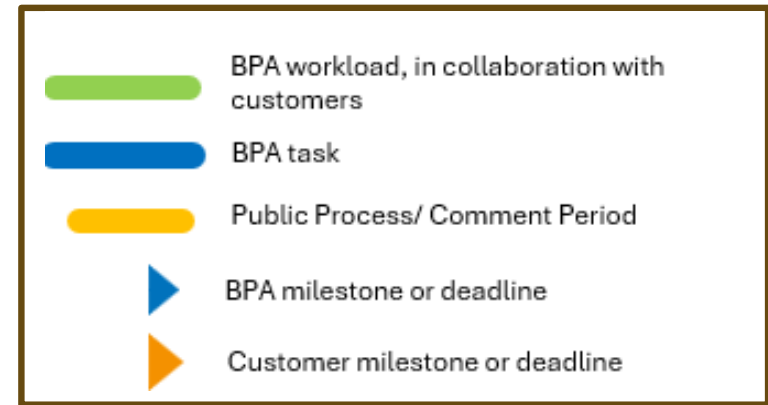 BPA workload, in collaboration with
customers
BPA task
Public Process/ Comment Period
BPA milestone or deadline
Customer milestone or deadline